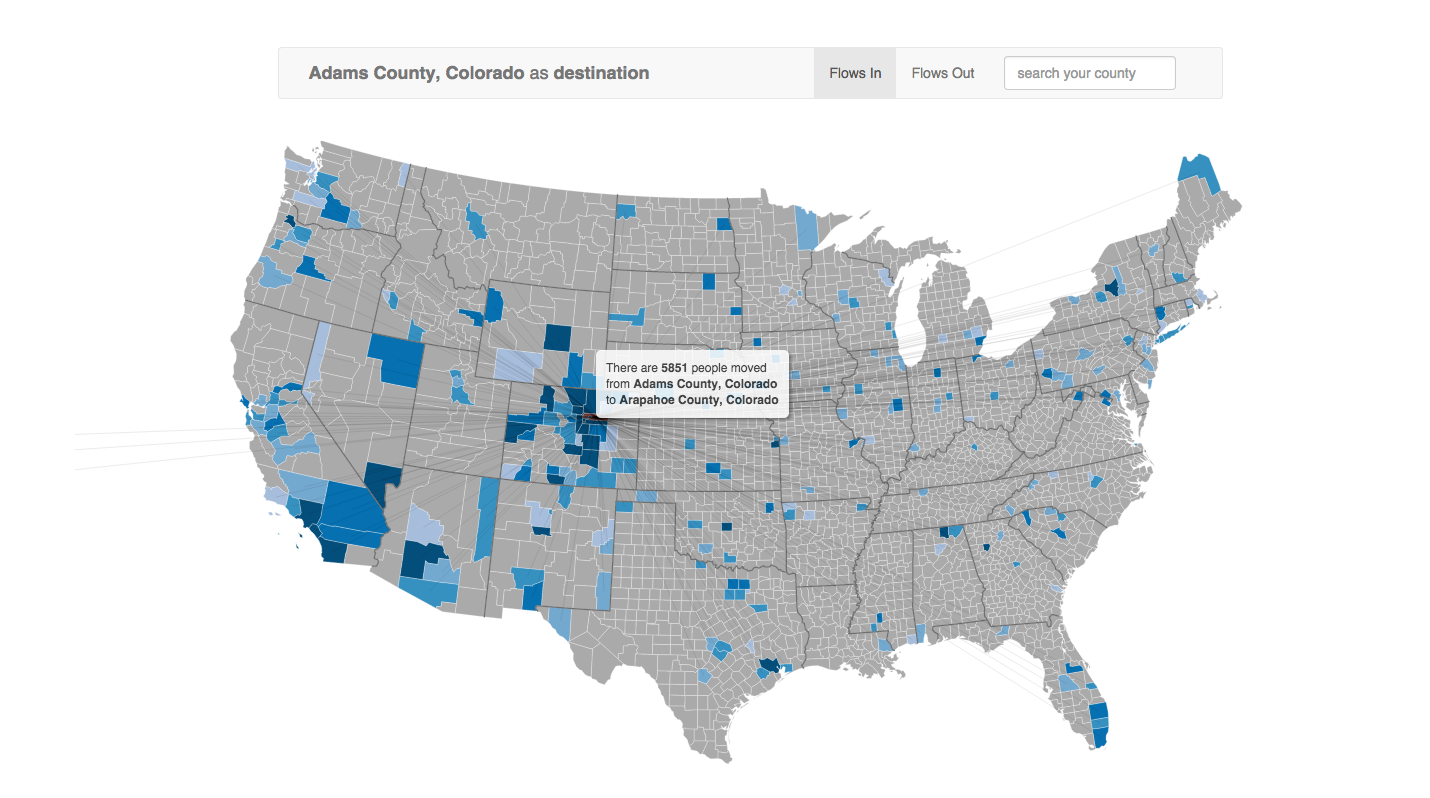 Adams County, Colorado as destination
Flows In
Flows Out
search your county
There are 5851 people moved
from Adams County, Colorado
to Arapahoe County, Colorado